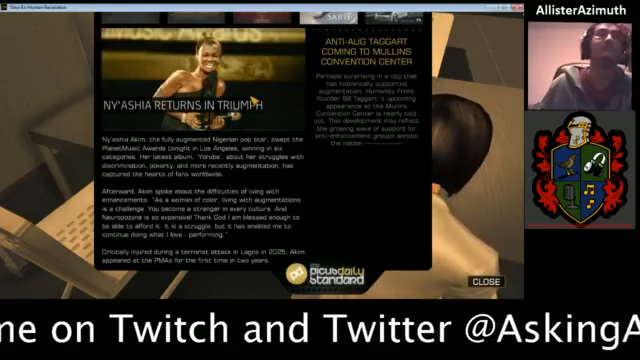 Deus Ex: Human Revolution
SARIF
AllisterAzimuth
MUSIC AWARDS
NY'ASHIA RETURNS IN TRIUMPH
Ny'ashia Akim, the fully augmented Nigerian pop star, swept the
PlanetMusic Awards tonight in Los Angeles, winning in six
categories. Her latest album, "Yoruba", about her struggles with
discrimination, poverty, and more recently augmentation, has
captured the hearts of fans worldwide.
Afterward, Akim spoke about the difficulties of living with
enhancements. "As a woman of color, living with augmentations
is a challenge. You become a stranger in every culture. And
Neuropozyne is so expensive! Thank God I am blessed enough to
be able to afford it. It is a struggle, but it has enabled me to
continue doing what I love - performing."
Critically injured during a terrorist attack in Lagos in 2025, Akim
appeared at the PMAs for the first time in two years.
ANTI-AUG TAGGART
COMING TO MULLINS
CONVENTION CENTER
Perhaps surprising in a city that
has historically supported
augmentation, Humanity Front
founder Bill Taggart's upcoming
appearance at the Mullins
Convention Center is nearly sold
out. This development may reflect
the growing wave of support for
anti-enhancement groups across
the nation.
pd
the
picusdaily
standard
CLOSE
me on Twitch and Twitter @AskingA